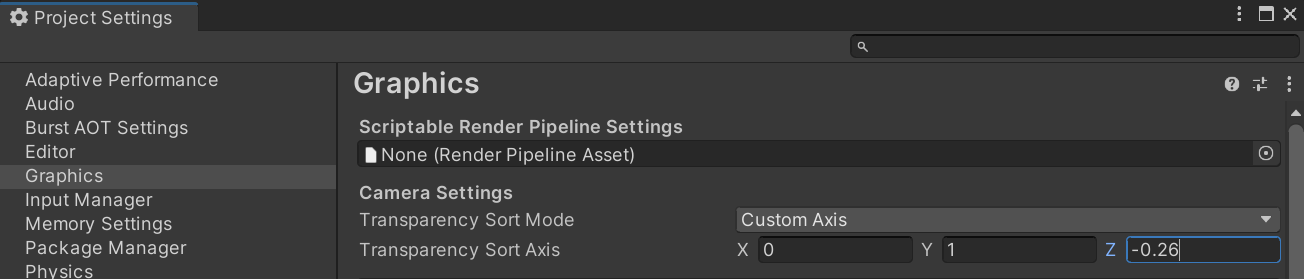 Project Settings
Adaptive Performance
Audio
Burst AOT Settings
Editor
Graphics
Input Manager
Memory Settings
Package Manager
Physics
Graphics
Scriptable Render Pipeline Settings
None (Render Pipeline Asset)
Camera Settings
Transparency Sort Mode Custom Axis
Transparency Sort Axis X 0 Y 1 Z -0.26